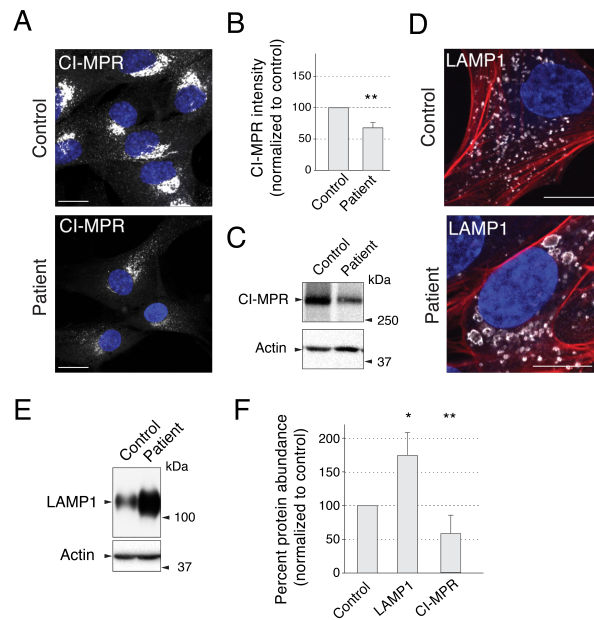 A
CI-MPR
Control
CI-MPR
Patient
B
CI-MPR intensity
(normalized to control)
150
100
50
0
**
Control
Patient
C
Control
Patient
kDa
CI-MPR
250
Actin
37
D
LAMP1
Control
LAMP1
Patient
E
Control
Patient
kDa
LAMP1
100
Actin
37
F
Percent protein abundance
(normalized to control)
200
150
100
50
0
*
**
Control
LAMP1
CI-MPR